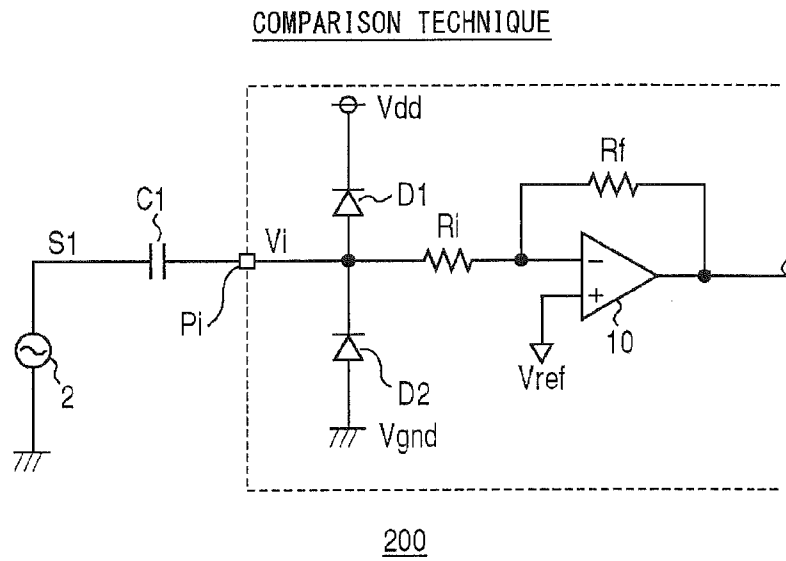 COMPARISON TECHNIQUE
Vdd
Rf
C1
D1
S1
Vi
Ri
−
+
Pi
10
2
D2
Vref
Vgnd
200